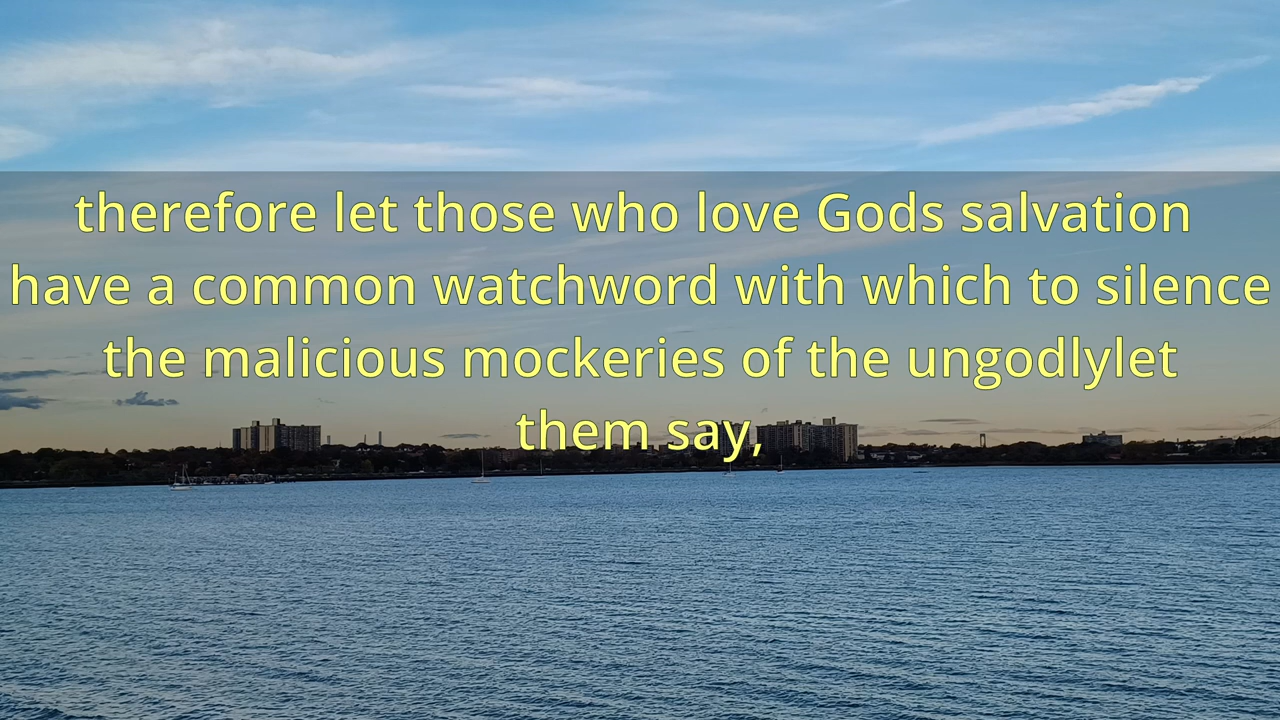 therefore let those who love Gods salvation
have a common watchword with which to silence
the malicious mockeries of the ungodlylet
them say,